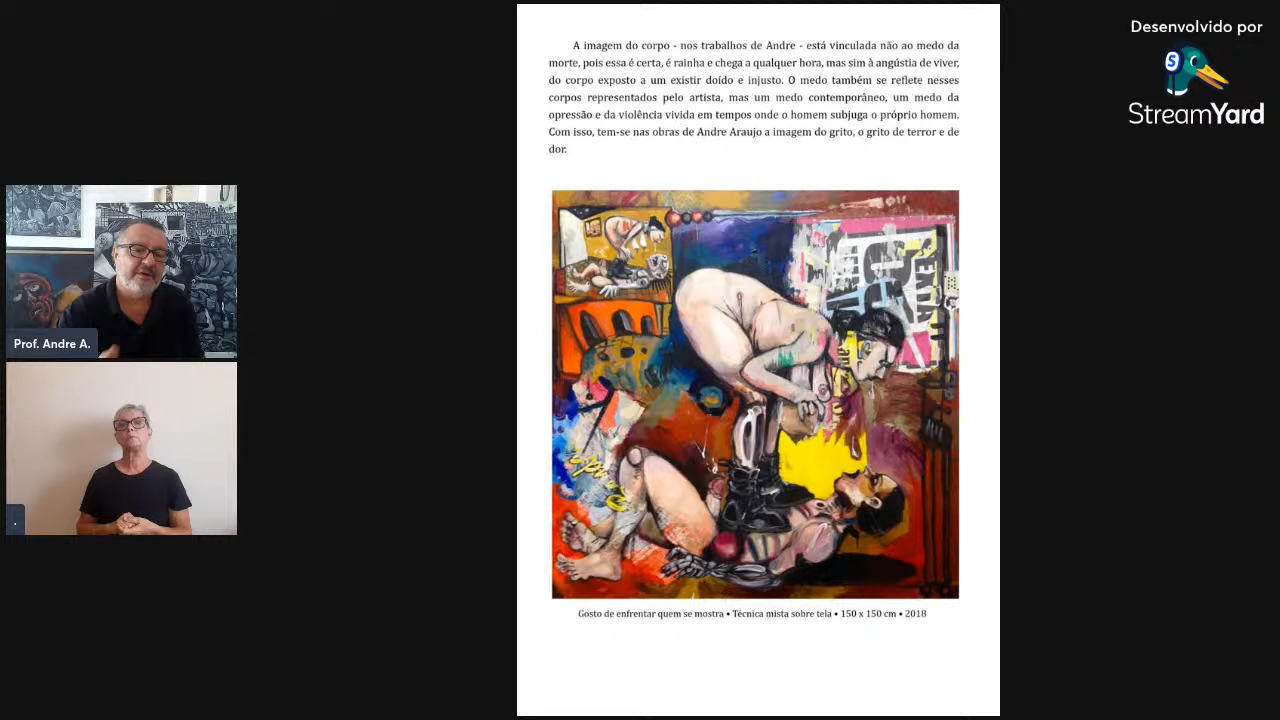 Desenvolvido por
StreamYard
A imagem do corpo - nos trabalhos de Andre - está vinculada não ao medo da
morte, pois essa é certa, é rainha e chega a qualquer hora, mas sim à angústia de viver,
do corpo exposto a um existir doído e injusto. O medo também se reflete nesses
corpos representados pelo artista, mas um medo contemporâneo, um medo da
opressão e da violência vivida em tempos onde o homem subjuga o próprio homem.
Com isso, tem-se nas obras de Andre Araujo a imagem do grito, o grito de terror e de
dor.
Prof. Andre A.
.
Gosto de enfrentar quem se mostra • Técnica mista sobre tela • 150 x 150 cm • 2018